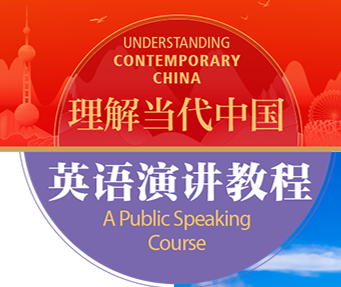 UNDERSTANDING
CONTEMPORARY
CHINA
理解当代中国
英语演讲教程
A Public Speaking
Course